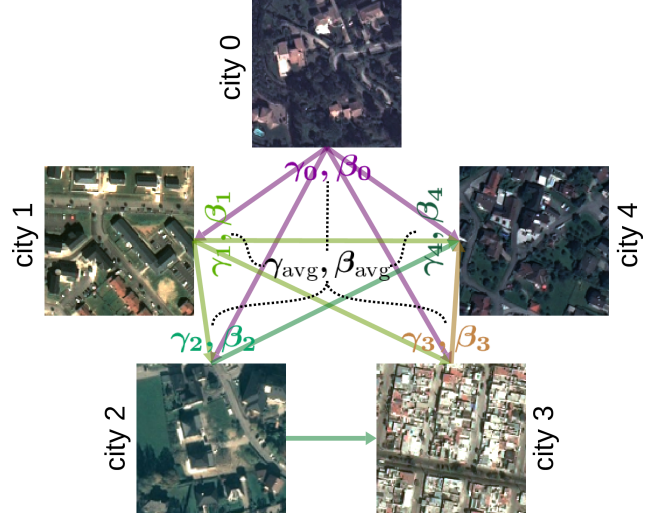 city 0
γ₀, β₀
city 1
γ₁, β₁
γ₄, β₄
city 4
γavg, βavg
γ₂, β₂
γ₃, β₃
city 2
city 3